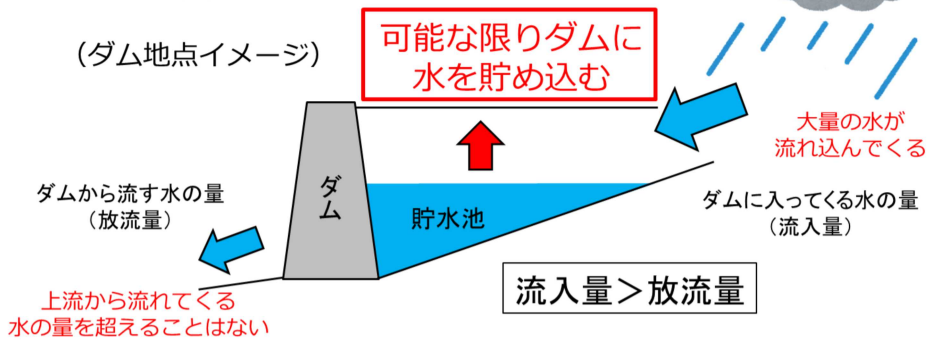 （ダム地点イメージ）
可能な限りダムに
水を貯め込む
大量の水が
流れ込んでくる
ダムから流す水の量
（放流量）
ダム
貯水池
ダムに入ってくる水の量
（流入量）
上流から流れてくる
水の量を超えることはない
流入量＞放流量